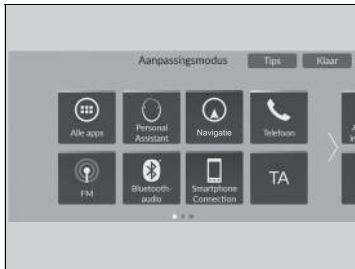 Aanpassingsmodus Tips Klaar
Alle apps
Personal
Assistant
Navigatie
Telefoon
FM
Bluetooth-
audio
Smartphone
Connection
TA